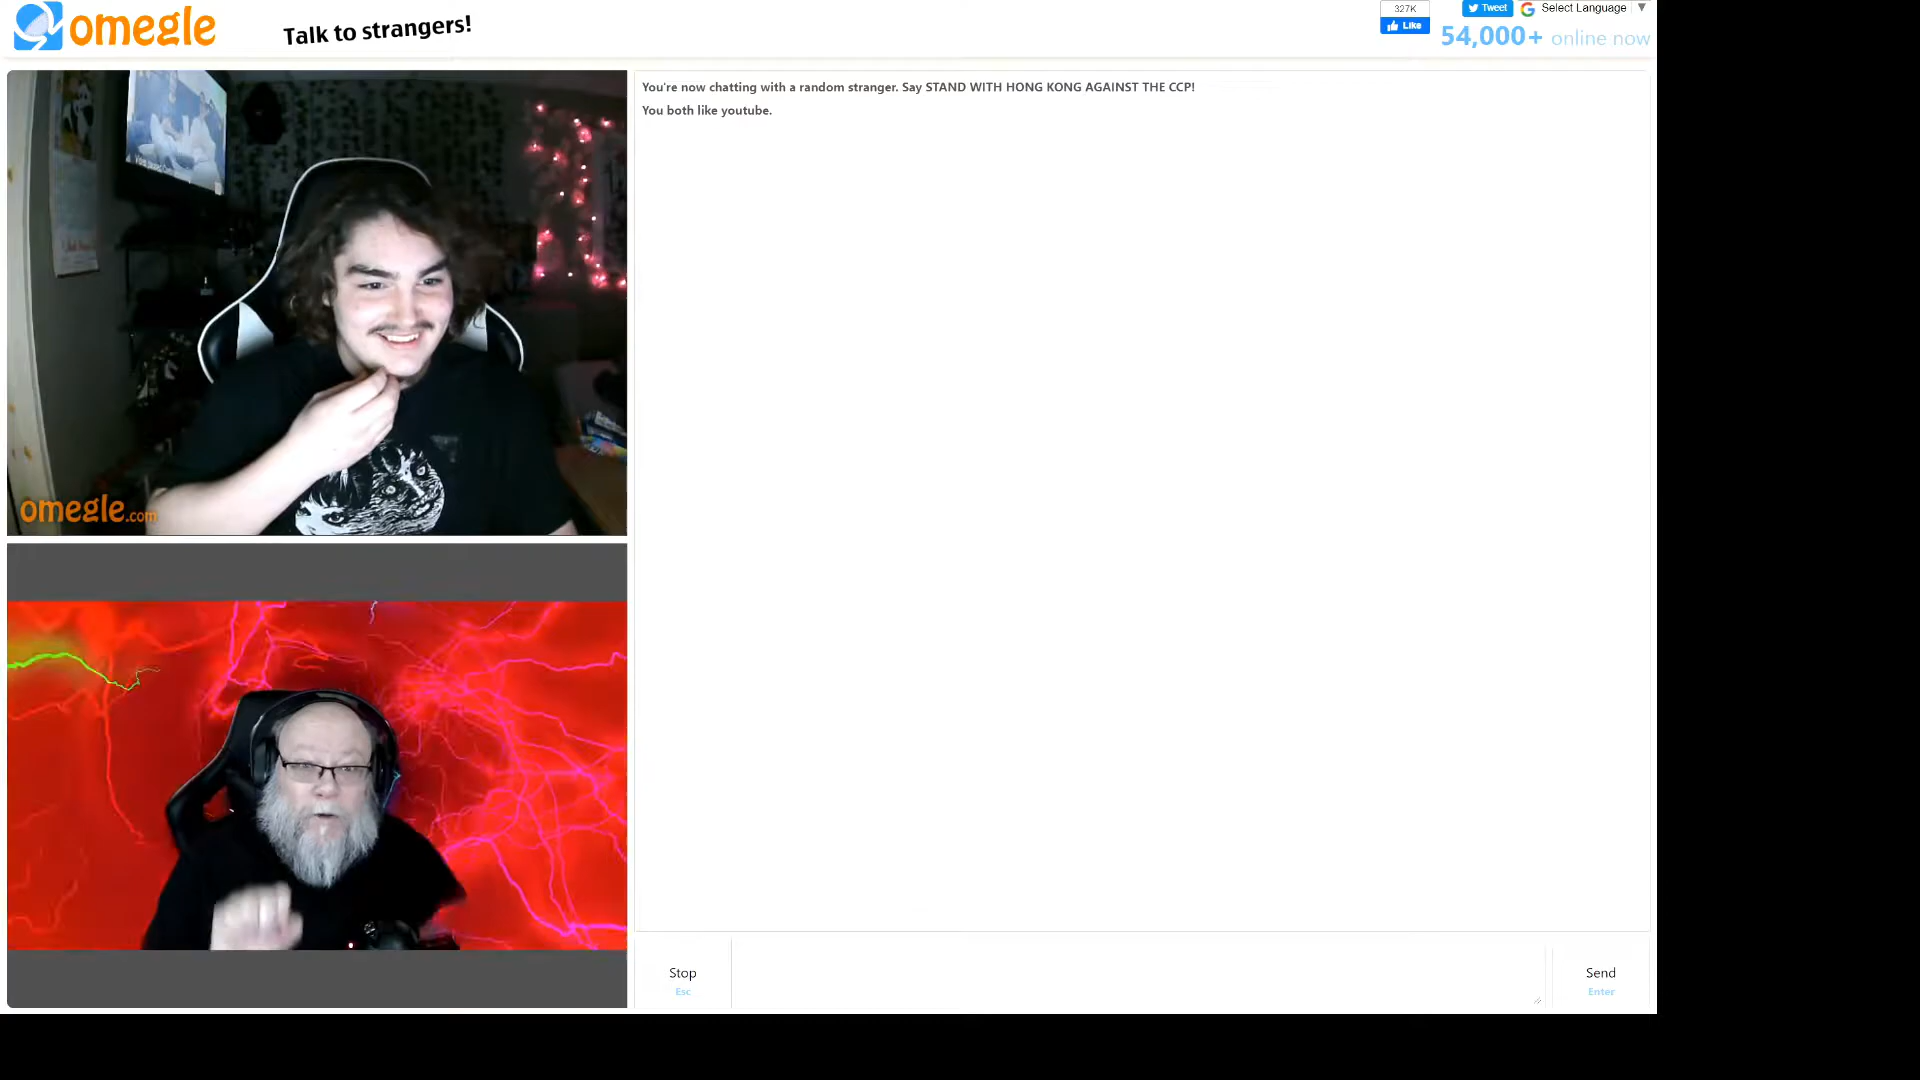 omegle
Talk to strangers!
327K
Like
Tweet
Select Language ▼
54,000+ online now
You're now chatting with a random stranger. Say STAND WITH HONG KONG AGAINST THE CCP!
You both like youtube.
omegle.com
Stop
Esc
Send
Enter